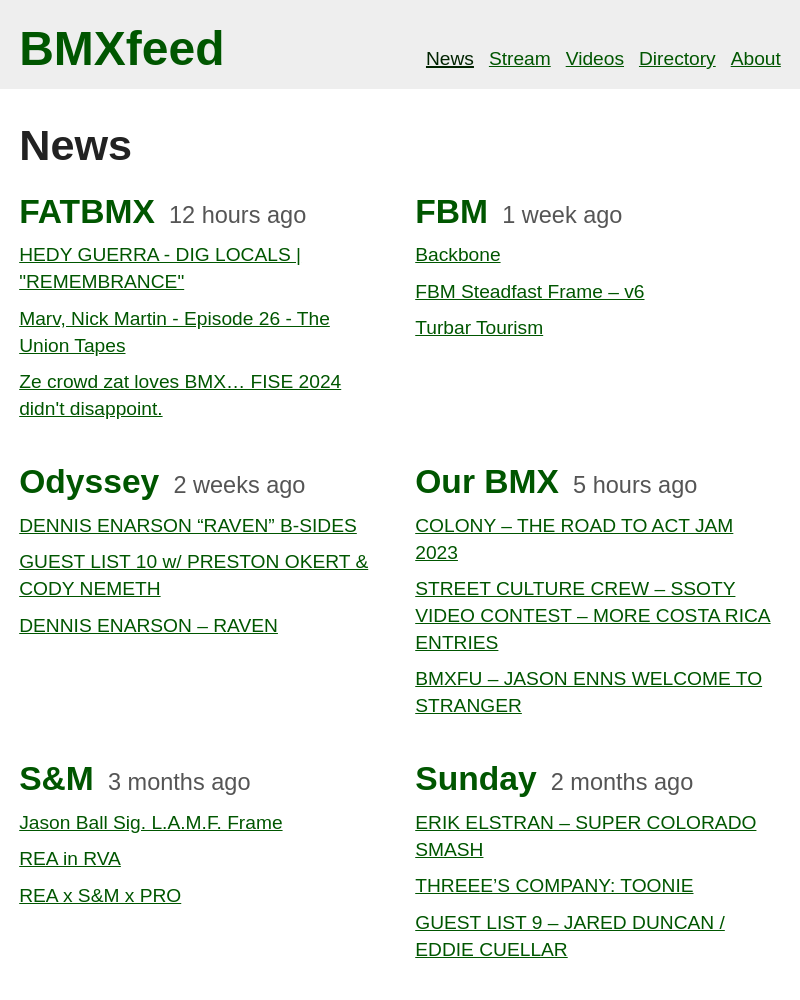 BMXfeed
News Stream Videos Directory About
News
FATBMX 12 hours ago
HEDY GUERRA - DIG LOCALS |
"REMEMBRANCE"
Marv, Nick Martin - Episode 26 - The
Union Tapes
Ze crowd zat loves BMX… FISE 2024
didn't disappoint.
FBM 1 week ago
Backbone
FBM Steadfast Frame – v6
Turbar Tourism
Odyssey 2 weeks ago
DENNIS ENARSON “RAVEN” B-SIDES
GUEST LIST 10 w/ PRESTON OKERT &
CODY NEMETH
DENNIS ENARSON – RAVEN
Our BMX 5 hours ago
COLONY – THE ROAD TO ACT JAM
2023
STREET CULTURE CREW – SSOTY
VIDEO CONTEST – MORE COSTA RICA
ENTRIES
BMXFU – JASON ENNS WELCOME TO
STRANGER
S&M 3 months ago
Jason Ball Sig. L.A.M.F. Frame
REA in RVA
REA x S&M x PRO
Sunday 2 months ago
ERIK ELSTRAN – SUPER COLORADO
SMASH
THREEE’S COMPANY: TOONIE
GUEST LIST 9 – JARED DUNCAN /
EDDIE CUELLAR